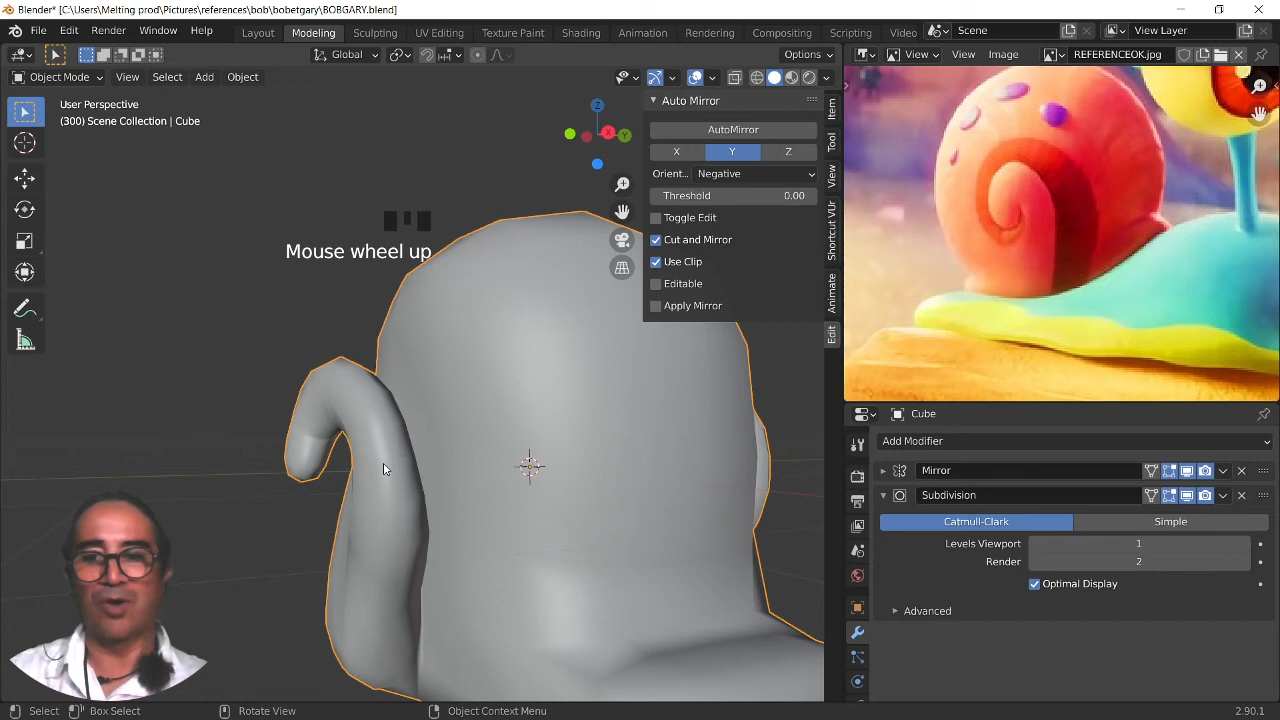 Blender* [C:\Users\Melting prod\Pictures\references\bob\bobetgary\BOBGARY.blend]
File Edit Render Window Help Layout Modeling Sculpting UV Editing Texture Paint Shading Animation Rendering Compositing Scripting Video Scene View Layer
Global Options View View Image REFERENCEOK.jpg
Object Mode View Select Add Object
User Perspective
(300) Scene Collection | Cube
Auto Mirror
AutoMirror
X Y Z
Orient... Negative
Threshold 0.00
Toggle Edit
Cut and Mirror
Use Clip
Editable
Apply Mirror
Item
Tool
View
Shortcut VUr
Animate
Edit
Z
X
Y
Mouse wheel up
Cube
Add Modifier
Mirror
Subdivision
Catmull-Clark Simple
Levels Viewport 1
Render 2
Optimal Display
Advanced
Select Box Select Rotate View Object Context Menu 2.90.1